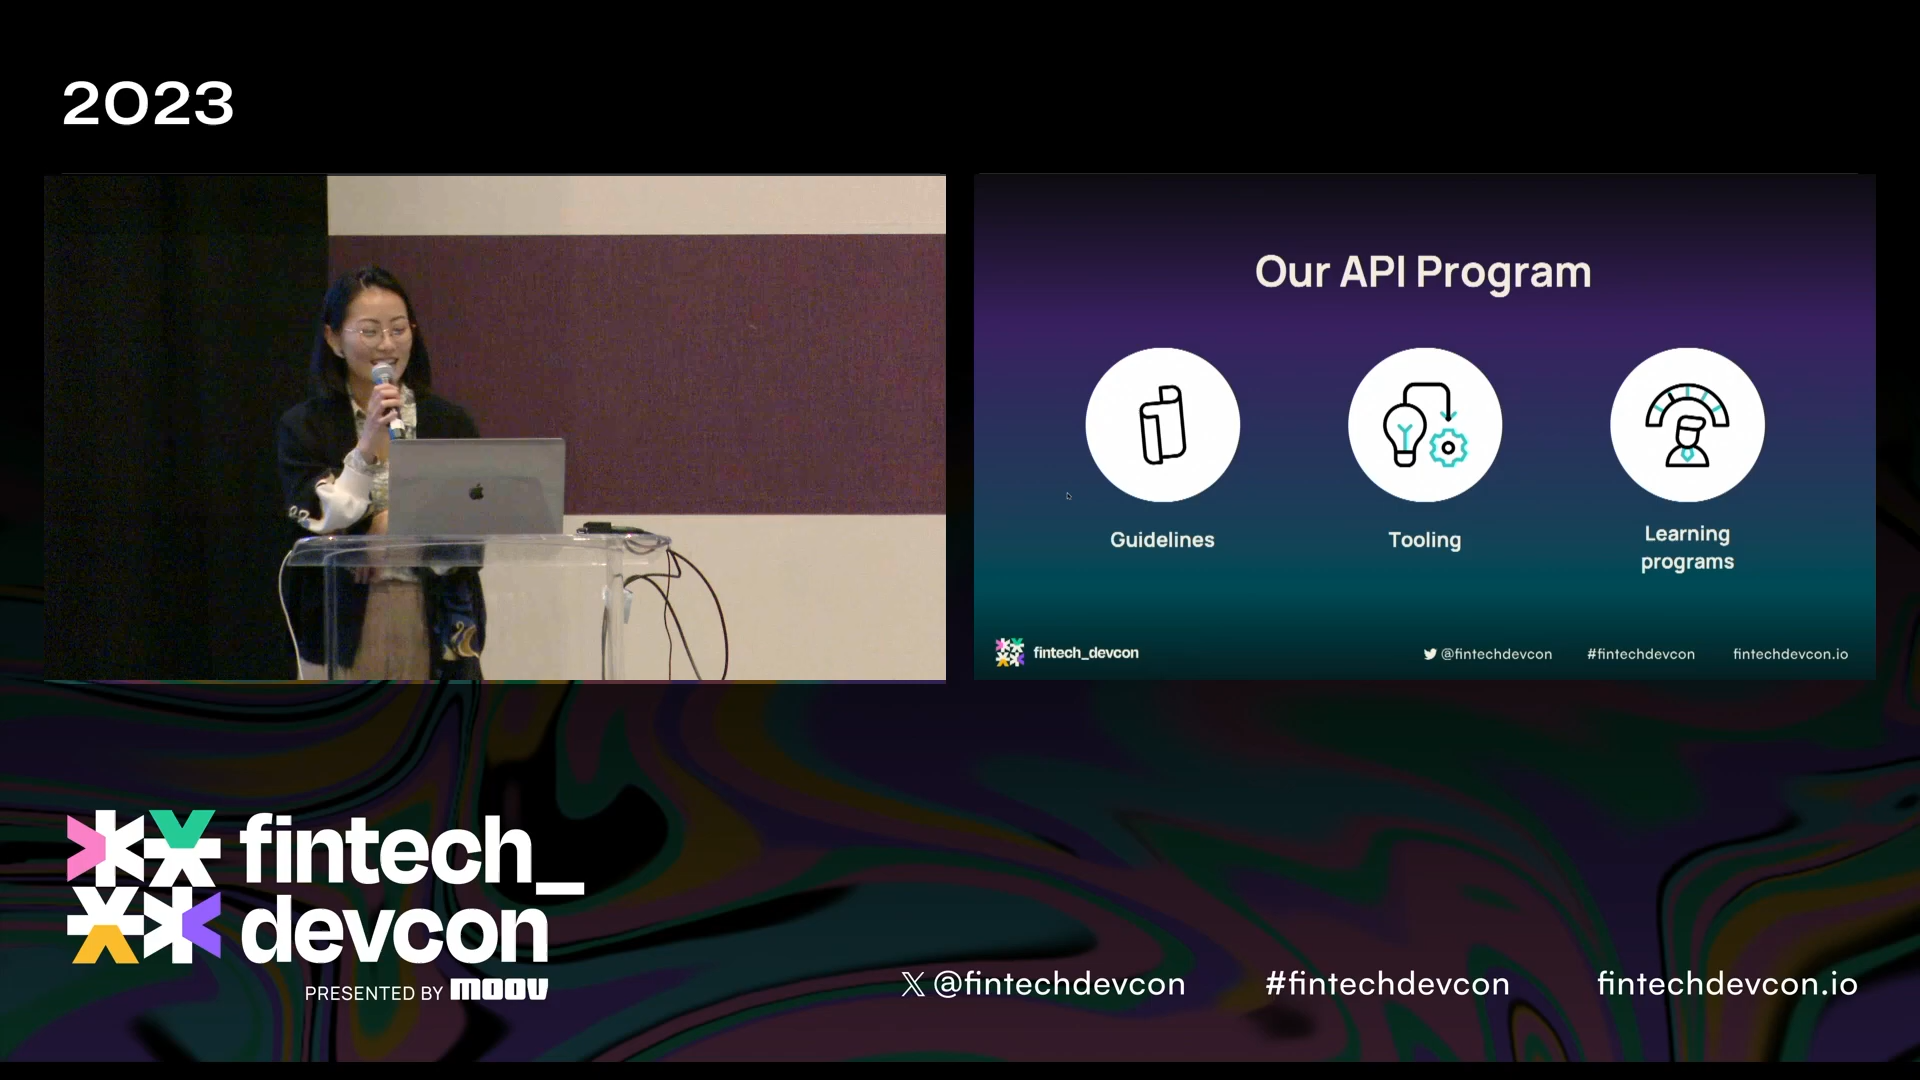 2023
Our API Program
Guidelines
Tooling
Learning
programs
fintech_devcon
@fintechdevcon
#fintechdevcon
fintechdevcon.io
fintech_
devcon
PRESENTED BY moov
@fintechdevcon
#fintechdevcon
fintechdevcon.io